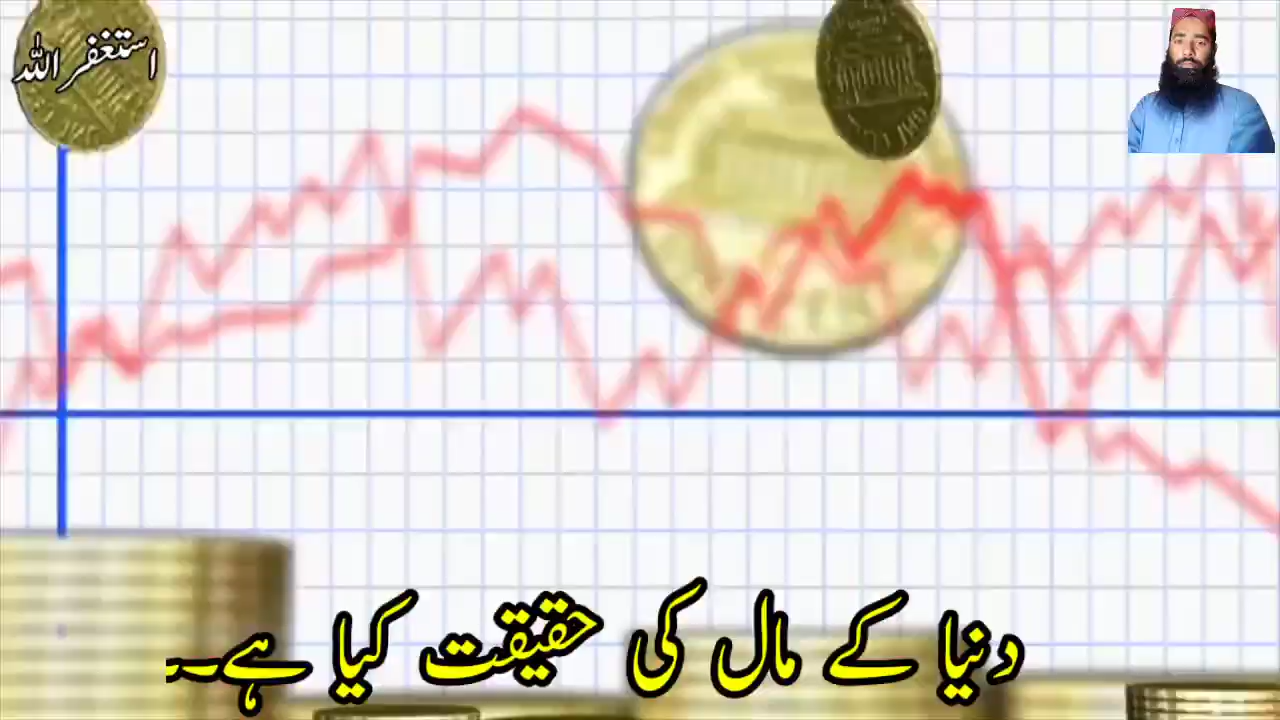 استغفر اللہ
دنیا کے مال کی حقیقت کیا ہے۔۔